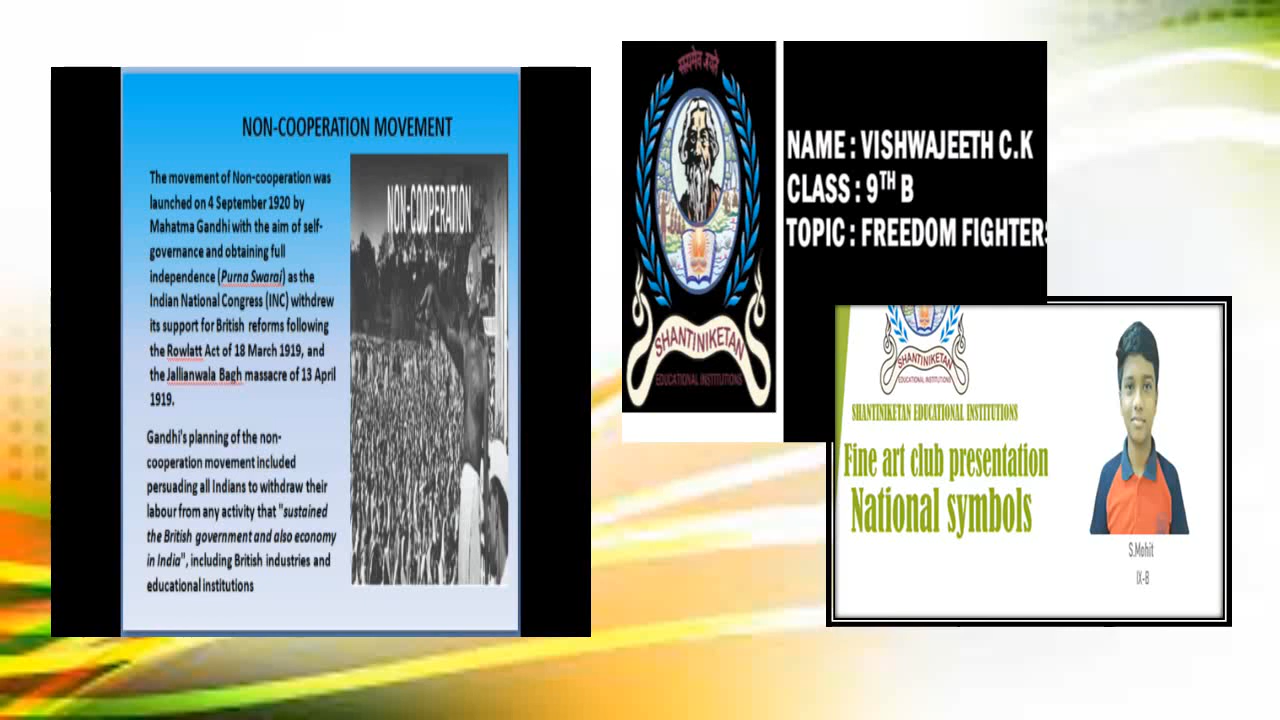 NON-COOPERATION MOVEMENT
The movement of Non-cooperation was
launched on 4 September 1920 by
Mahatma Gandhi with the aim of self-
governance and obtaining full
independence (Purna Swaraj) as the
Indian National Congress (INC) withdrew
its support for British reforms following
the Rowlatt Act of 18 March 1919, and
the Jallianwala Bagh massacre of 13 April
1919.
Gandhi's planning of the non-
cooperation movement included
persuading all Indians to withdraw their
labour from any activity that "sustained
the British government and also economy
in India", including British industries and
educational institutions
NON-COOPERATION
सत्यमेव जयते
SHANTINIKETAN
EDUCATIONAL INSTITUTIONS
NAME : VISHWAJEETH C.K
CLASS : 9TH B
TOPIC : FREEDOM FIGHTERS
SHANTINIKETAN
EDUCATIONAL INSTITUTIONS
SHANTINIKETAN EDUCATIONAL INSTITUTIONS
Fine art club presentation
National symbols
S.Mohit
IX-B